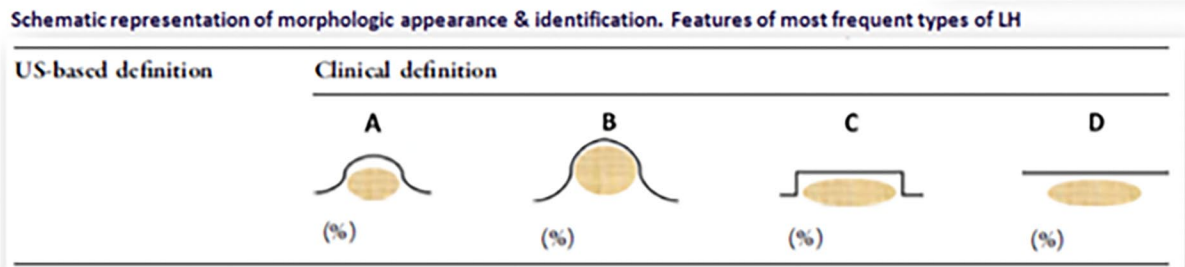 Schematic representation of morphologic appearance & identification. Features of most frequent types of LH
US-based definition Clinical definition
A B C D
(%) (%) (%) (%)